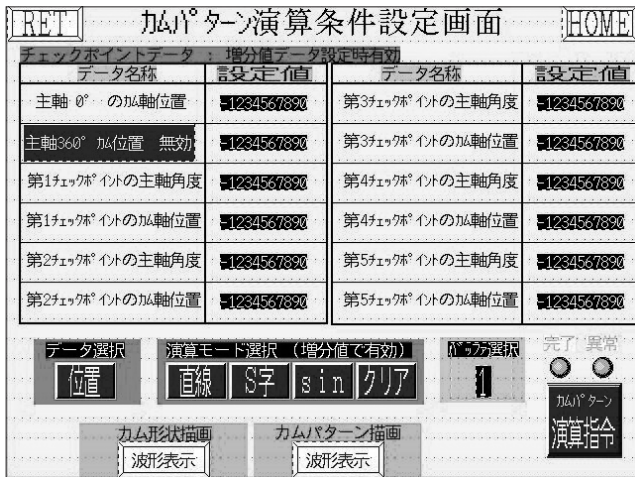 RET
カムパターン演算条件設定画面
HOME
チェックポイントデータ : 増分値データ設定時有効
データ名称 設定値 データ名称 設定値
主軸 0° のカム軸位置 -1234567890 第3チェックポイントの主軸角度 -1234567890
主軸360° カム位置 無効 -1234567890 第3チェックポイントのカム軸位置 -1234567890
第1チェックポイントの主軸角度 -1234567890 第4チェックポイントの主軸角度 -1234567890
第1チェックポイントのカム軸位置 -1234567890 第4チェックポイントのカム軸位置 -1234567890
第2チェックポイントの主軸角度 -1234567890 第5チェックポイントの主軸角度 -1234567890
第2チェックポイントのカム軸位置 -1234567890 第5チェックポイントのカム軸位置 -1234567890
データ選択 演算モード選択 (増分値で有効) バッファ選択 完了 異常
位置 直線 S字 sin クリア 1
カムパターン
演算指令
カム形状描画 カムパターン描画
波形表示 波形表示